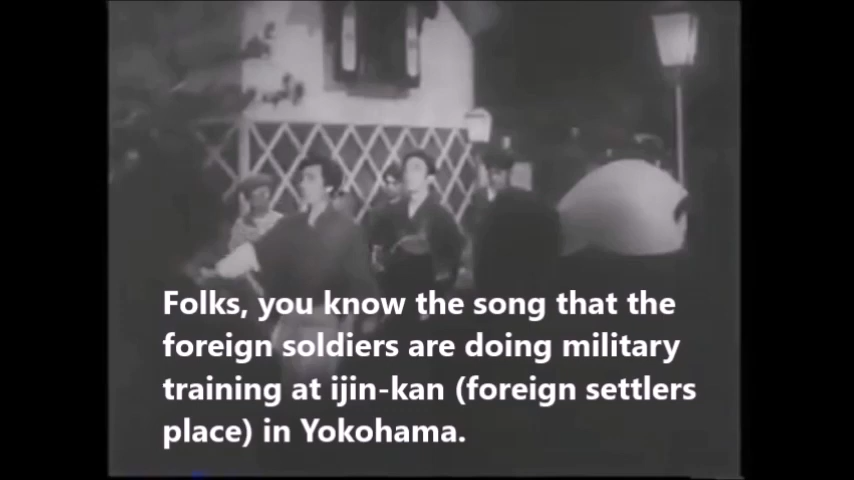 Folks, you know the song that the
foreign soldiers are doing military
training at ijin-kan (foreign settlers
place) in Yokohama.